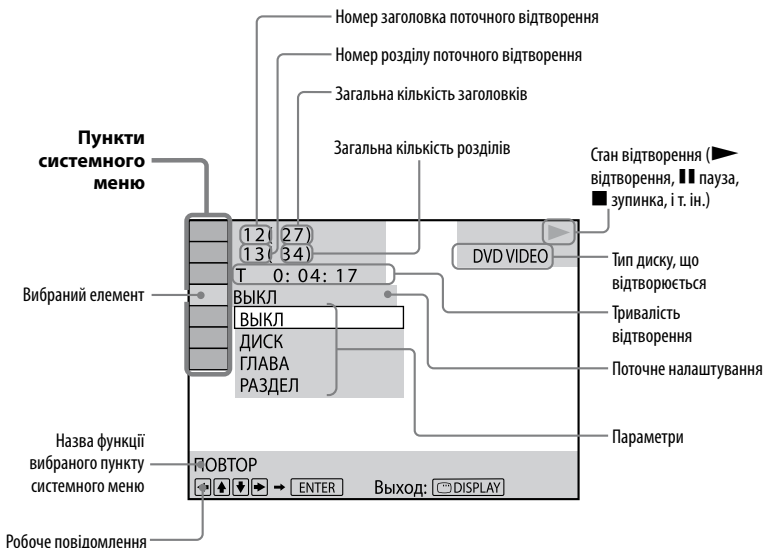 Номер заголовка поточного відтворення
Номер розділу поточного відтворення
Загальна кількість заголовків
Загальна кількість розділів
Пункти
системного
меню
Стан відтворення (►
відтворення, ▮▮ пауза,
■ зупинка, і т. ін.)
12(27)
13(34)
T 0: 04: 17
DVD VIDEO
Тип диску, що
відтворюється
Вибраний елемент
ВЫКЛ
ВЫКЛ
ДИСК
ГЛАВА
РАЗДЕЛ
Тривалість
відтворення
Поточне налаштування
Параметри
Назва функції
вибраного пункту
системного меню
ПОВТОР
ENTER Выход: DISPLAY
Робоче повідомлення